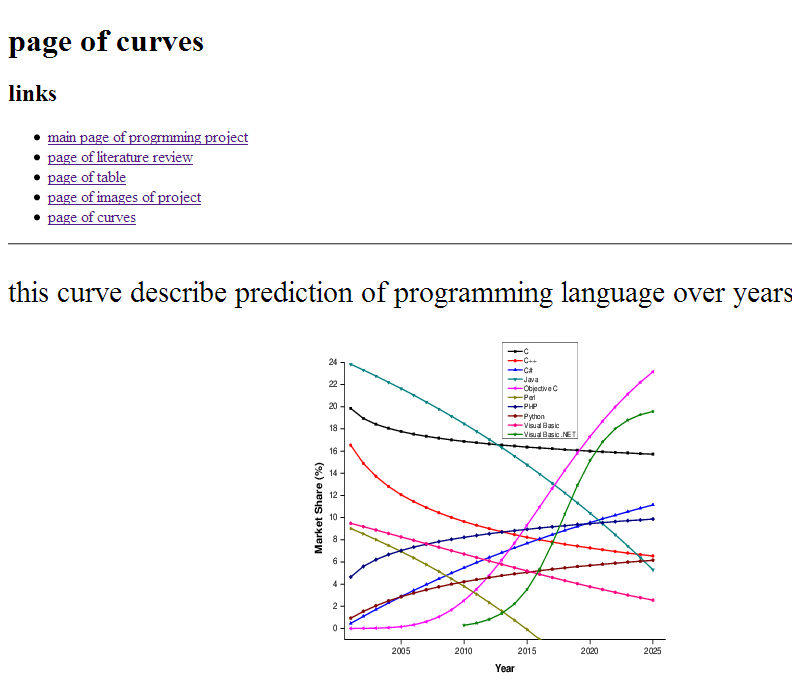 page of curves
links
main page of progrmming project
page of literature review
page of table
page of images of project
page of curves
this curve describe prediction of programming language over years
C
C++
C#
Java
Objective C
Perl
PHP
Python
Visual Basic
Visual Basic .NET
24
22
20
18
16
14
12
10
8
6
4
2
0
Market Share (%)
2005 2010 2015 2020 2025
Year